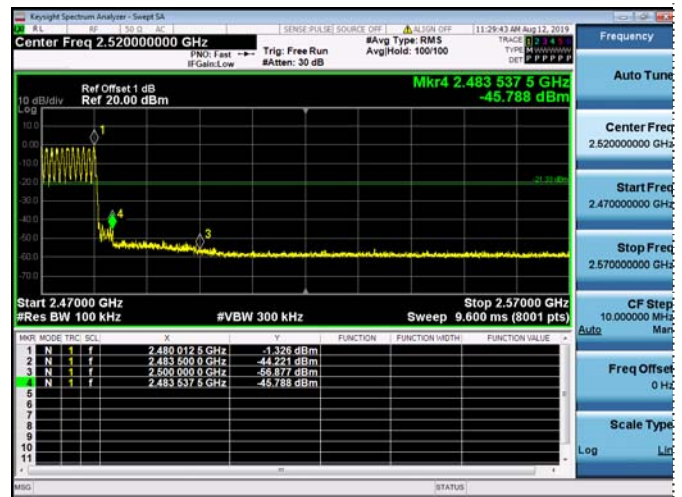 Keysight Spectrum Analyzer - Swept SA
RL RF 50 Ω AC SENSE:PULSE SOURCE OFF ALIGN OFF 11:29:43 AM Aug 12, 2019
Center Freq 2.520000000 GHz
PNO: Fast
IFGain:Low
Trig: Free Run
#Atten: 30 dB
#Avg Type: RMS
Avg|Hold: 100/100
TRACE 1 2 3 4 5
TYPE M
DET P P P P P P
Mkr4 2.483 537 5 GHz
-45.788 dBm
Ref Offset 1 dB
10 dB/div Ref 20.00 dBm
Log
10.0
0.00
-10.0
-20.0
-30.0
-40.0
-50.0
-60.0
-70.0
1
4
3
-21.33 dBm
Start 2.47000 GHz Stop 2.57000 GHz
#Res BW 100 kHz #VBW 300 kHz Sweep 9.600 ms (8001 pts)
MKR MODE TRC SCL X Y FUNCTION FUNCTION WIDTH FUNCTION VALUE
1 N 1 f 2.480 012 5 GHz -1.326 dBm
2 N 1 f 2.483 500 0 GHz -44.221 dBm
3 N 1 f 2.500 000 0 GHz -56.877 dBm
4 N 1 f 2.483 537 5 GHz -45.788 dBm
5
6
7
8
9
10
11
MSG STATUS
Frequency
Auto Tune
Center Freq
2.520000000 GHz
Start Freq
2.470000000 GHz
Stop Freq
2.570000000 GHz
CF Step
10.000000 MHz
Auto Man
Freq Offset
0 Hz
Scale Type
Log Lin